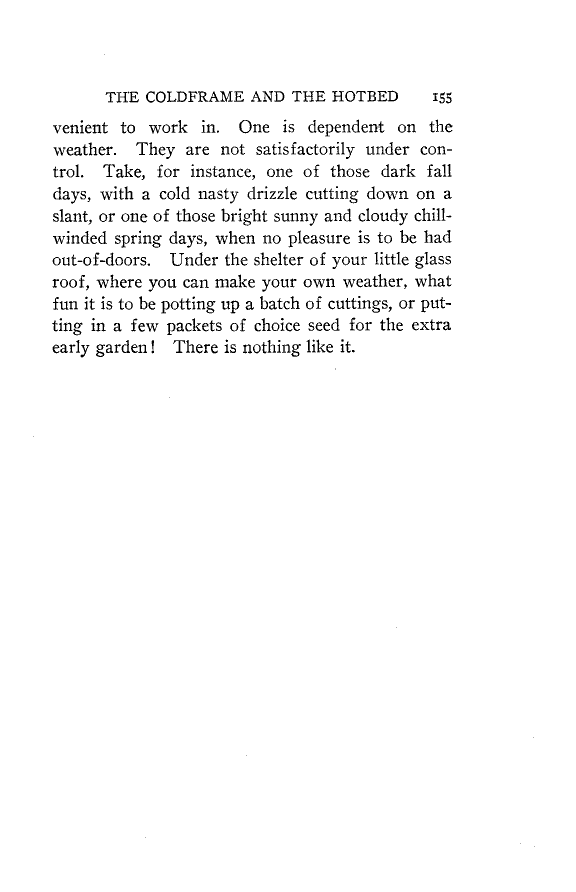 THE COLDFRAME AND THE HOTBED 155
venient to work in. One is dependent on the
weather. They are not satisfactorily under con-
trol. Take, for instance, one of those dark fall
days, with a cold nasty drizzle cutting down on a
slant, or one of those bright sunny and cloudy chill-
winded spring days, when no pleasure is to be had
out-of-doors. Under the shelter of your little glass
roof, where you can make your own weather, what
fun it is to be potting up a batch of cuttings, or put-
ting in a few packets of choice seed for the extra
early garden! There is nothing like it.